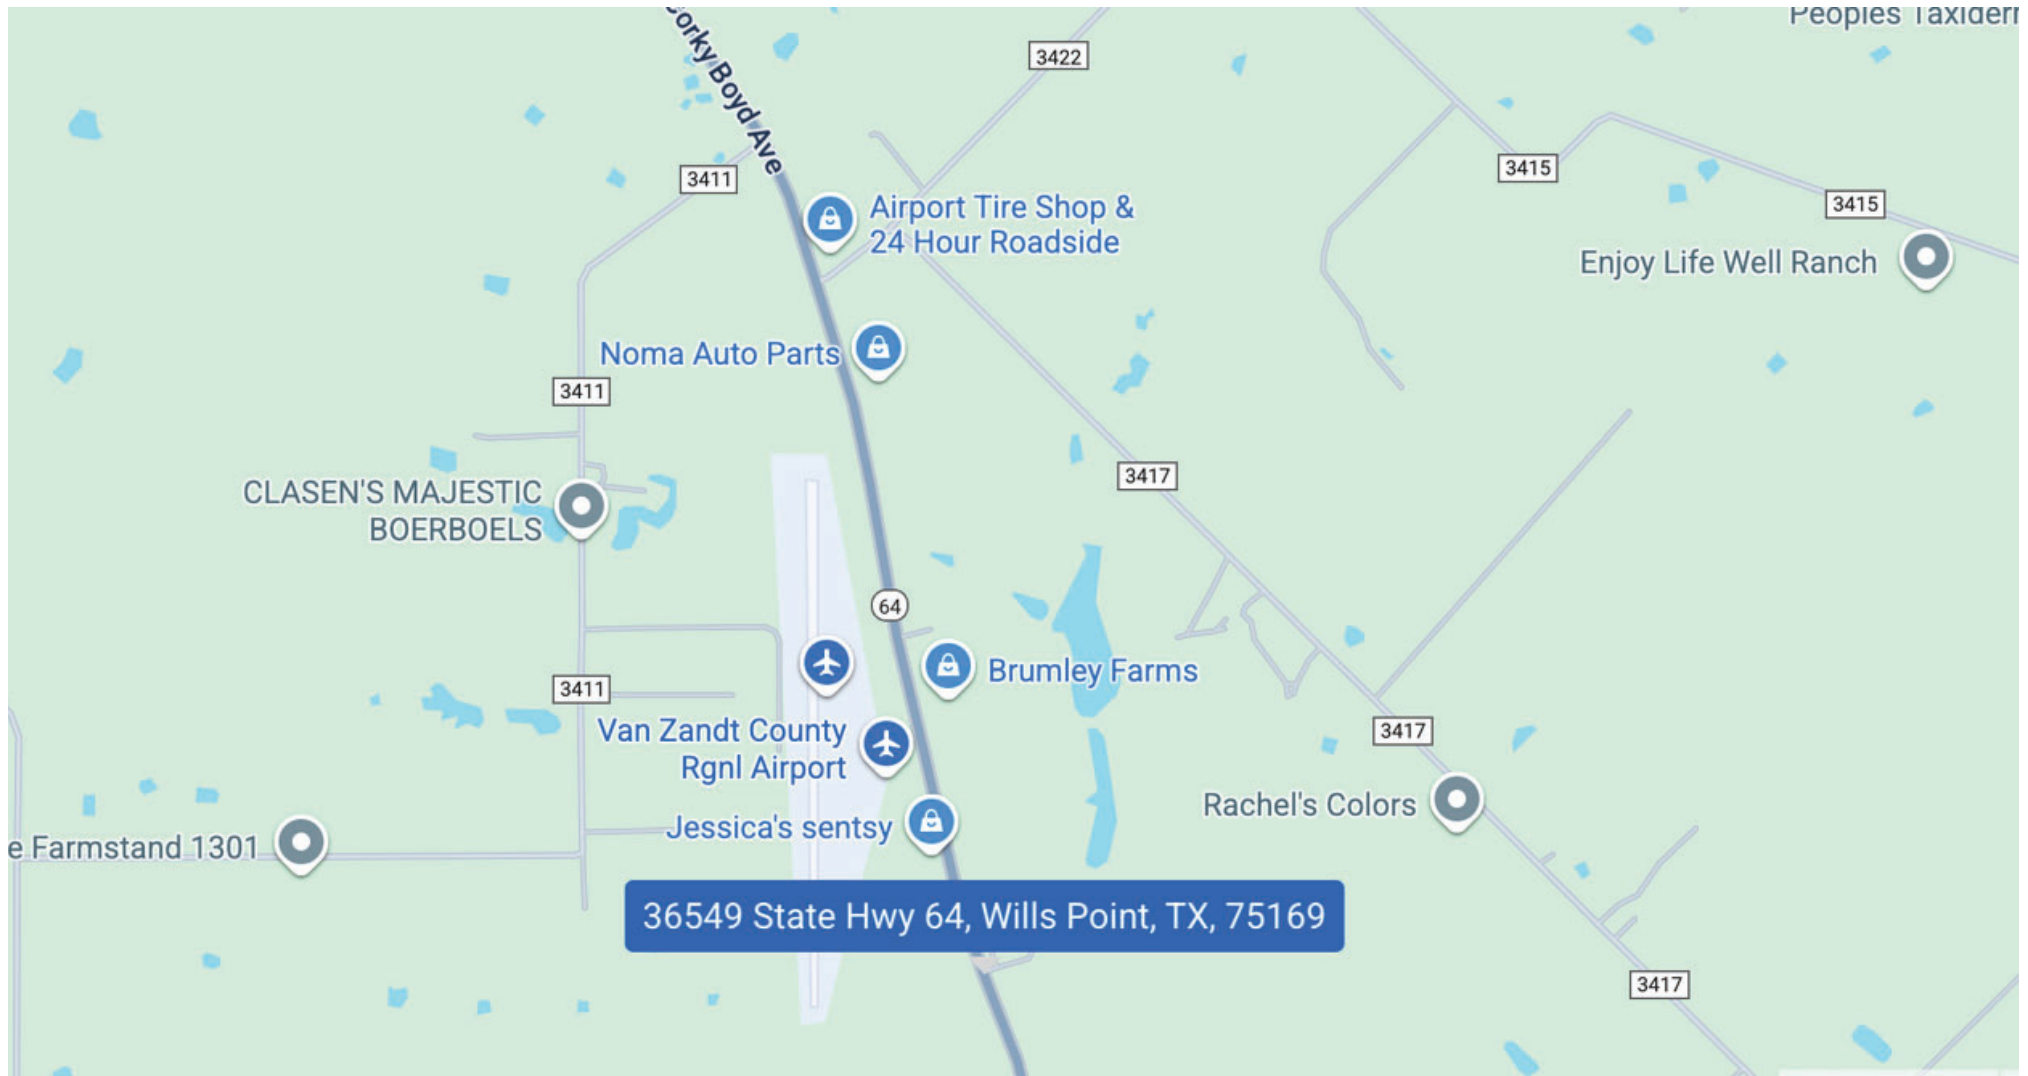 Peoples Taxider
Corky Boyd Ave
3422
3411
3415
3415
Airport Tire Shop &
24 Hour Roadside
Enjoy Life Well Ranch
Noma Auto Parts
3411
3417
CLASEN'S MAJESTIC
BOERBOELS
64
Brumley Farms
3411
Van Zandt County
Rgnl Airport
3417
Rachel's Colors
Jessica's sentsy
e Farmstand 1301
36549 State Hwy 64, Wills Point, TX, 75169
3417